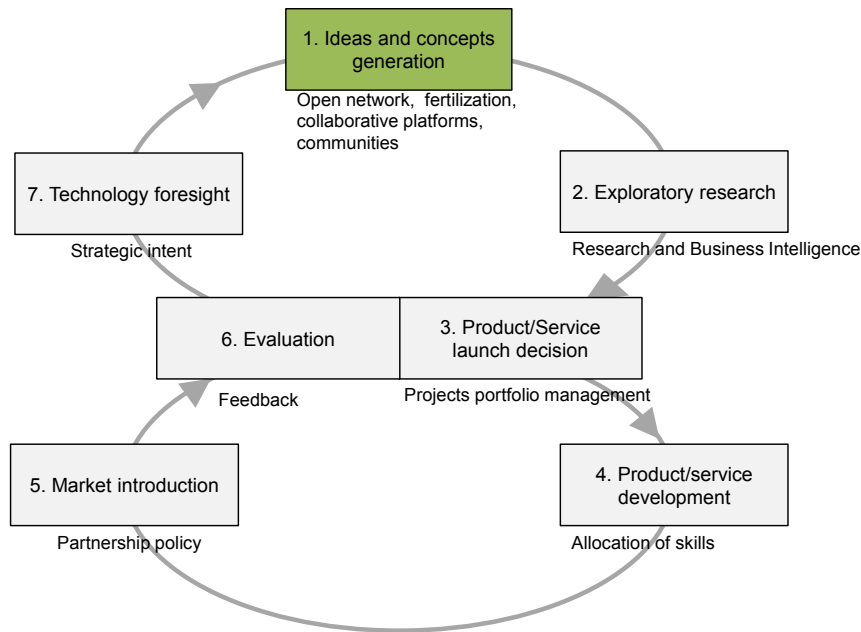 1. Ideas and concepts
generation
Open network, fertilization,
collaborative platforms,
communities
7. Technology foresight
Strategic intent
2. Exploratory research
Research and Business Intelligence
6. Evaluation
Feedback
3. Product/Service
launch decision
Projects portfolio management
5. Market introduction
Partnership policy
4. Product/service
development
Allocation of skills